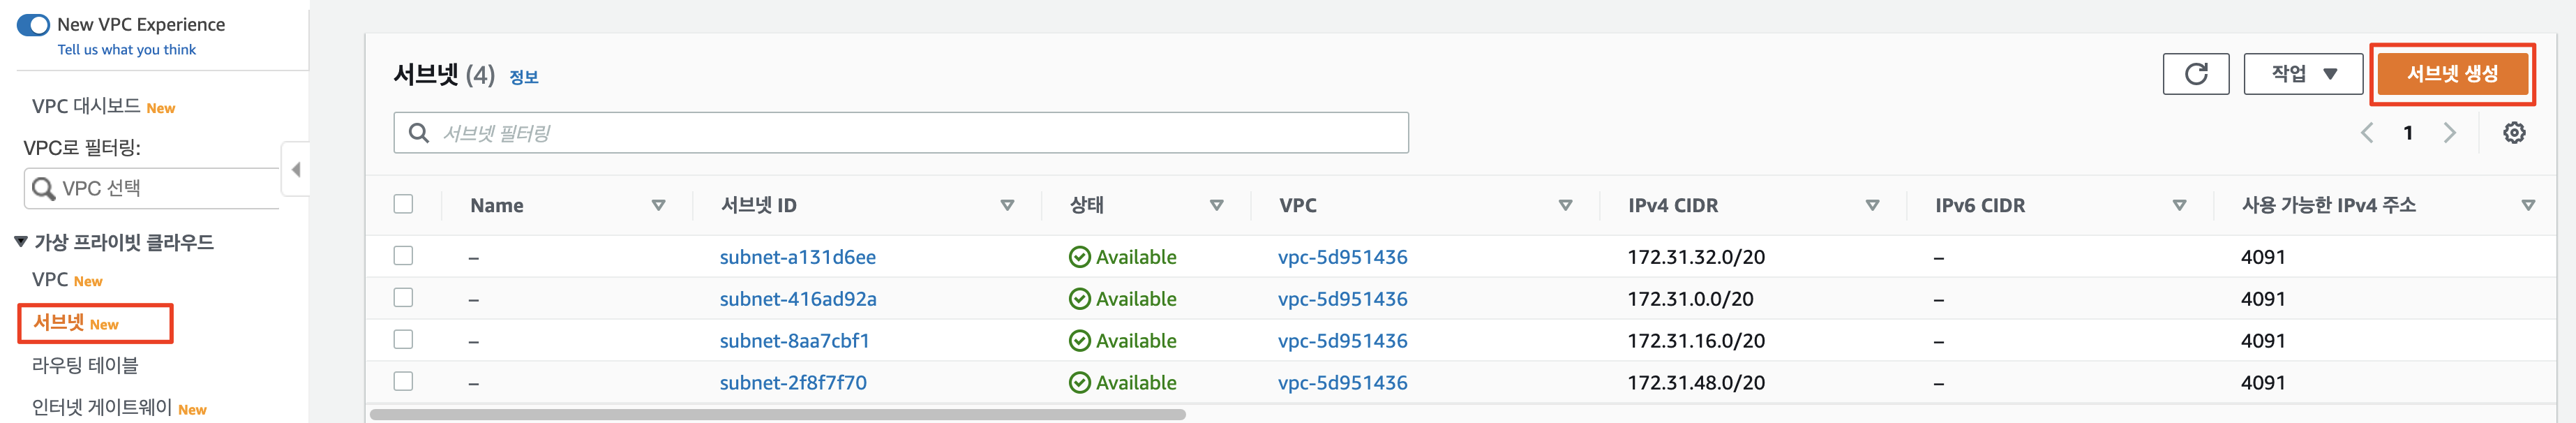 New VPC Experience
Tell us what you think
VPC 대시보드 New
VPC로 필터링:
VPC 선택
가상 프라이빗 클라우드
VPC New
서브넷 New
라우팅 테이블
인터넷 게이트웨이 New
서브넷 (4) 정보
작업
서브넷 생성
서브넷 필터링
1
Name 서브넷 ID 상태 VPC IPv4 CIDR IPv6 CIDR 사용 가능한 IPv4 주소
– subnet-a131d6ee Available vpc-5d951436 172.31.32.0/20 – 4091
– subnet-416ad92a Available vpc-5d951436 172.31.0.0/20 – 4091
– subnet-8aa7cbf1 Available vpc-5d951436 172.31.16.0/20 – 4091
– subnet-2f8f7f70 Available vpc-5d951436 172.31.48.0/20 – 4091